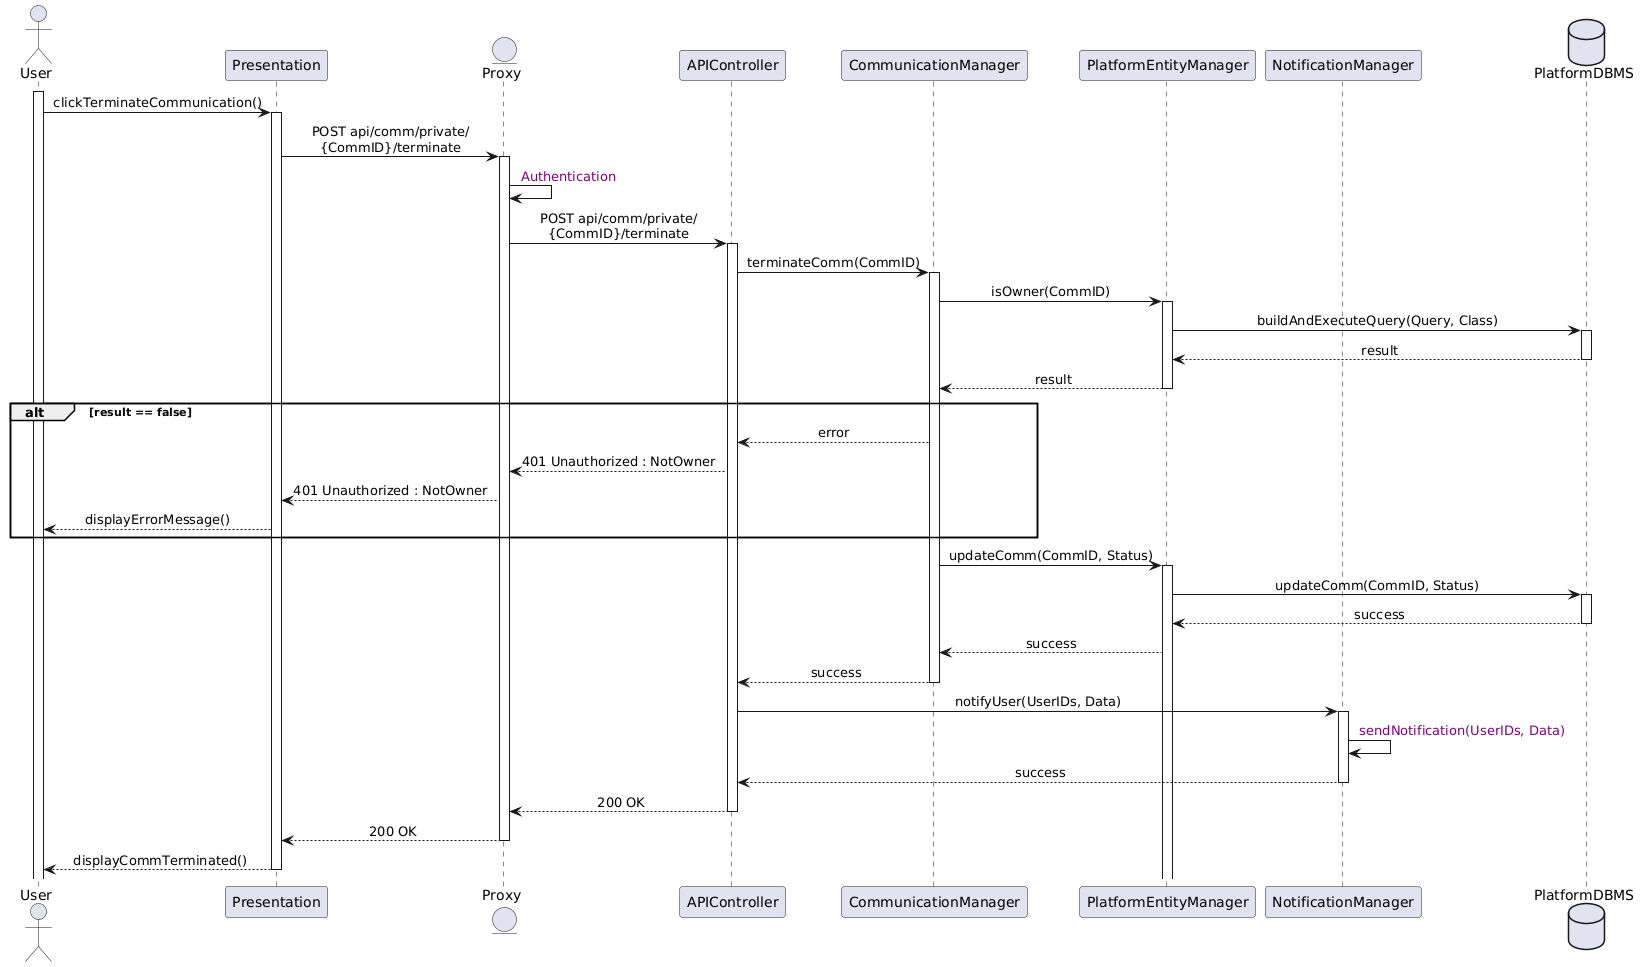 User
Presentation
Proxy
APIController
CommunicationManager
PlatformEntityManager
NotificationManager
PlatformDBMS
clickTerminateCommunication()
POST api/comm/private/
{CommID}/terminate
Authentication
POST api/comm/private/
{CommID}/terminate
terminateComm(CommID)
isOwner(CommID)
buildAndExecuteQuery(Query, Class)
result
result
alt
[result == false]
error
401 Unauthorized : NotOwner
401 Unauthorized : NotOwner
displayErrorMessage()
updateComm(CommID, Status)
updateComm(CommID, Status)
success
success
success
notifyUser(UserIDs, Data)
sendNotification(UserIDs, Data)
success
200 OK
200 OK
displayCommTerminated()
User
Presentation
Proxy
APIController
CommunicationManager
PlatformEntityManager
NotificationManager
PlatformDBMS